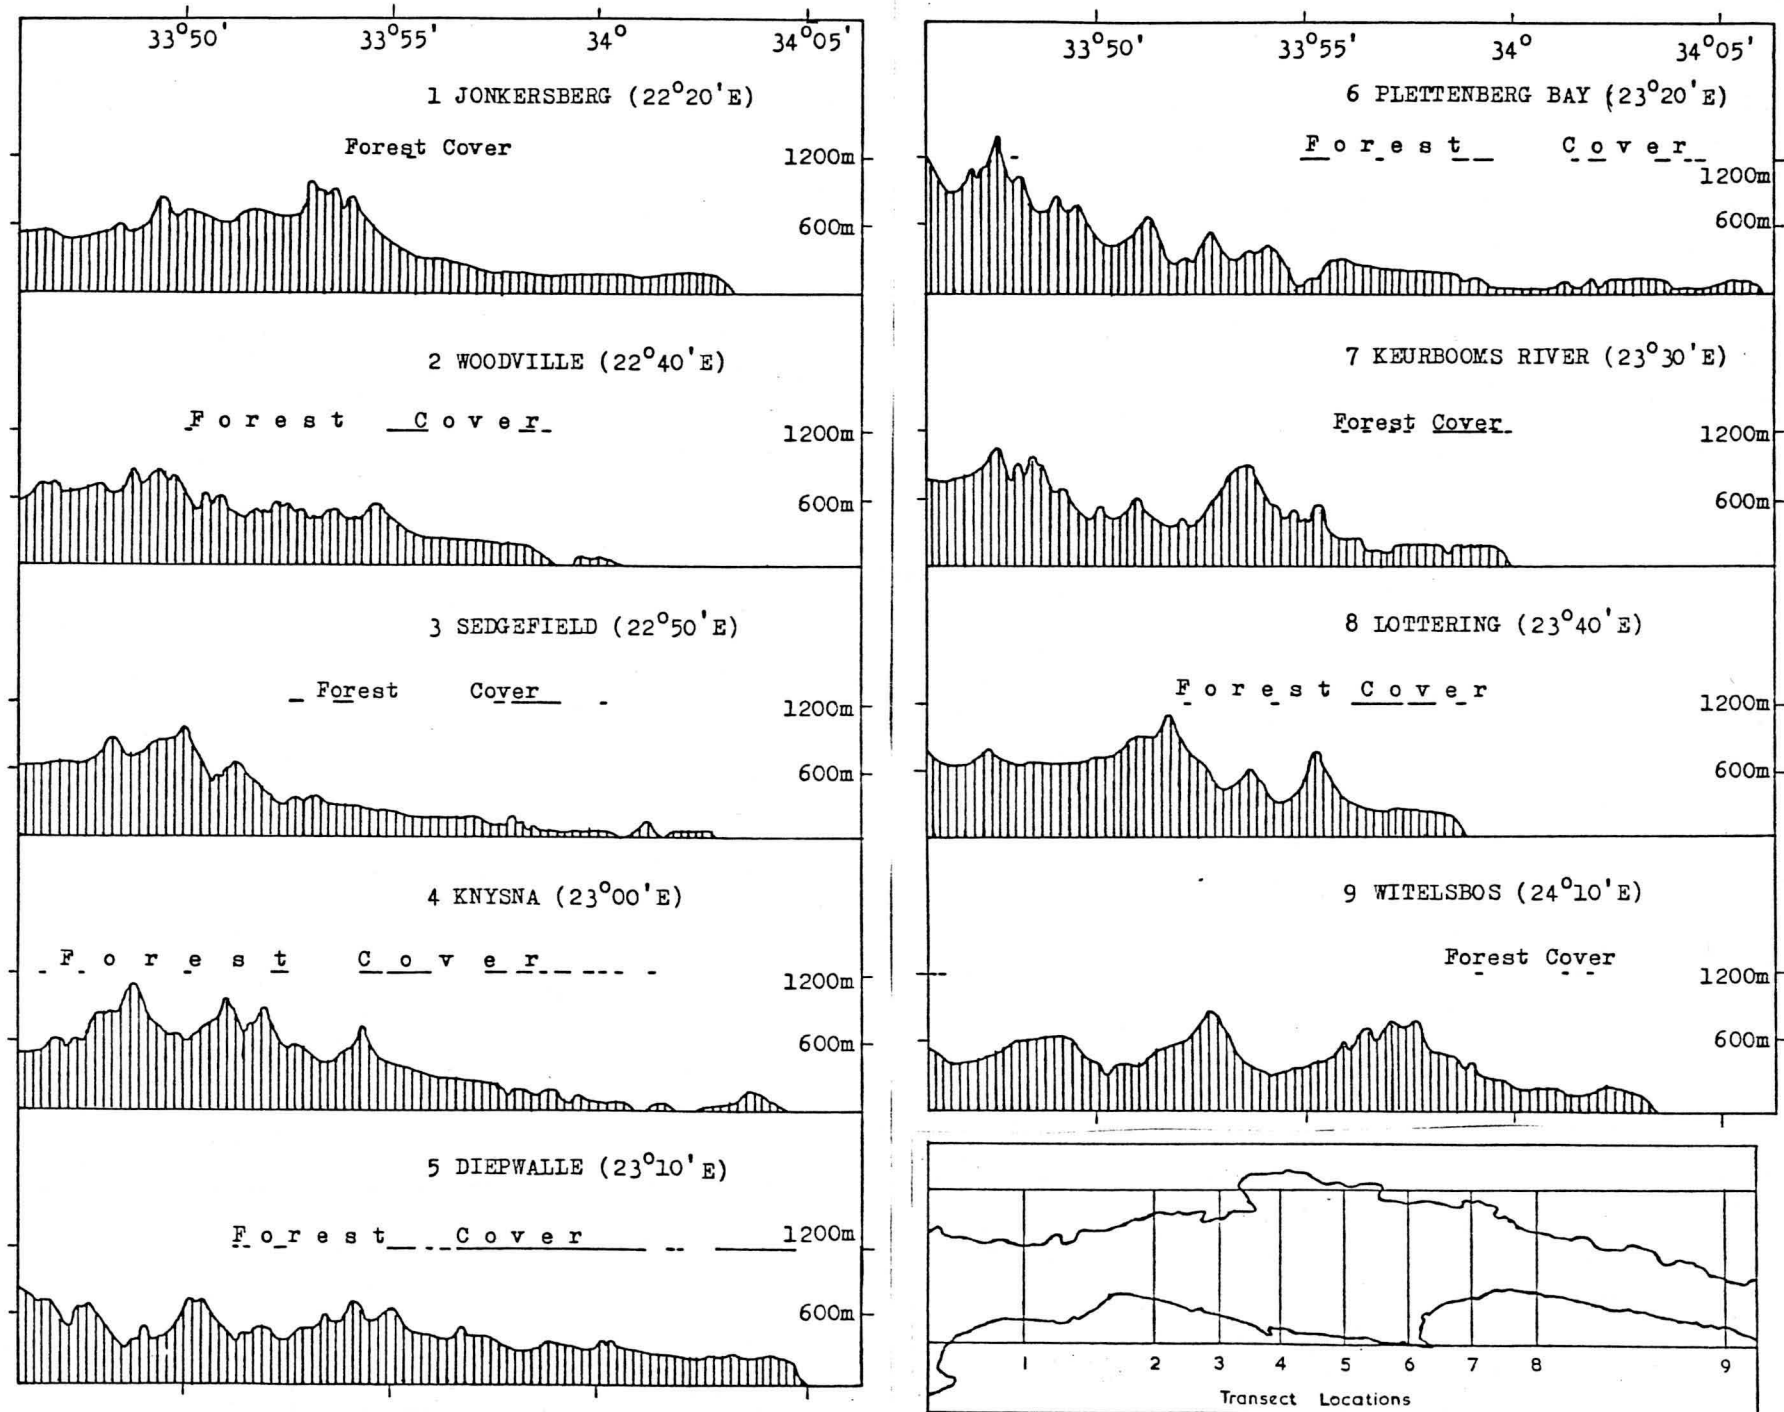 33°50' 33°55' 34° 34°05'
1 JONKERSBERG (22°20'E)
Forest Cover
1200m
600m
2 WOODVILLE (22°40'E)
Forest Cover
1200m
600m
3 SEDGEFIELD (22°50'E)
Forest Cover
1200m
600m
4 KNYSNA (23°00'E)
Forest Cover
1200m
600m
5 DIEPWALLE (23°10'E)
Forest Cover
1200m
600m
33°50' 33°55' 34° 34°05'
6 PLETTENBERG BAY (23°20'E)
Forest Cover
1200m
600m
7 KEURBOOMS RIVER (23°30'E)
Forest Cover
1200m
600m
8 LOTTERING (23°40'E)
Forest Cover
1200m
600m
9 WITELSBOS (24°10'E)
Forest Cover
1200m
600m
1 2 3 4 5 6 7 8 9
Transect Locations